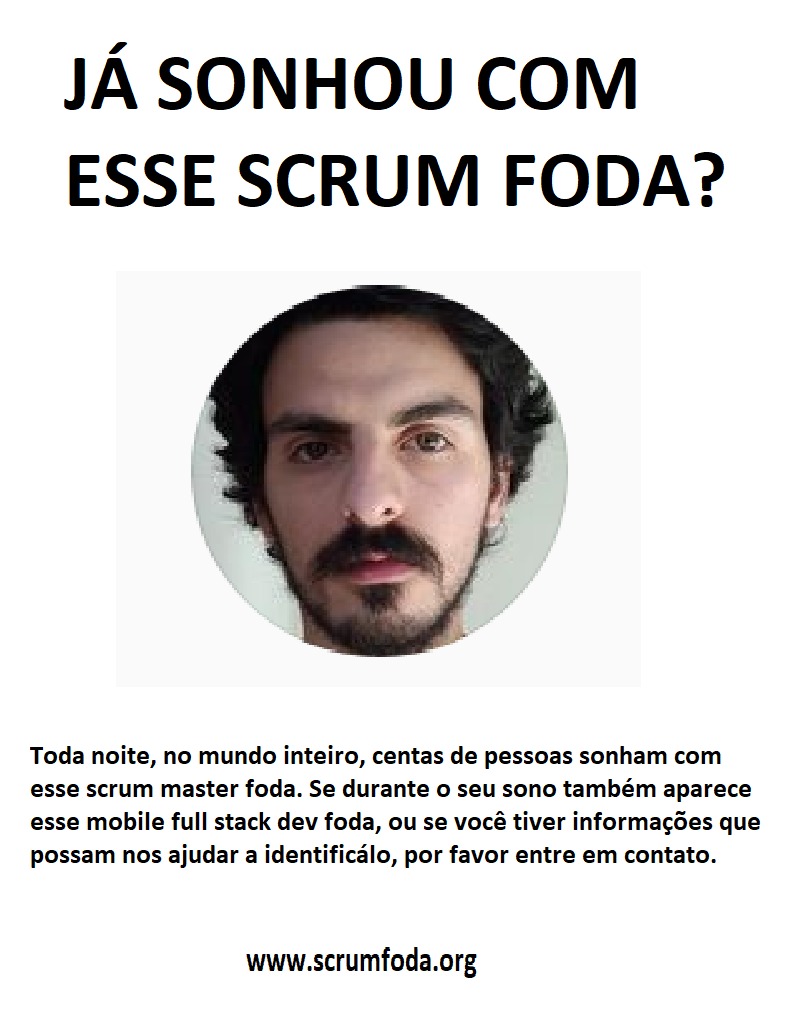 JÁ SONHOU COM
ESSE SCRUM FODA?
Toda noite, no mundo inteiro, centas de pessoas sonham com
esse scrum master foda. Se durante o seu sono também aparece
esse mobile full stack dev foda, ou se você tiver informações que
possam nos ajudar a identificálo, por favor entre em contato.
www.scrumfoda.org